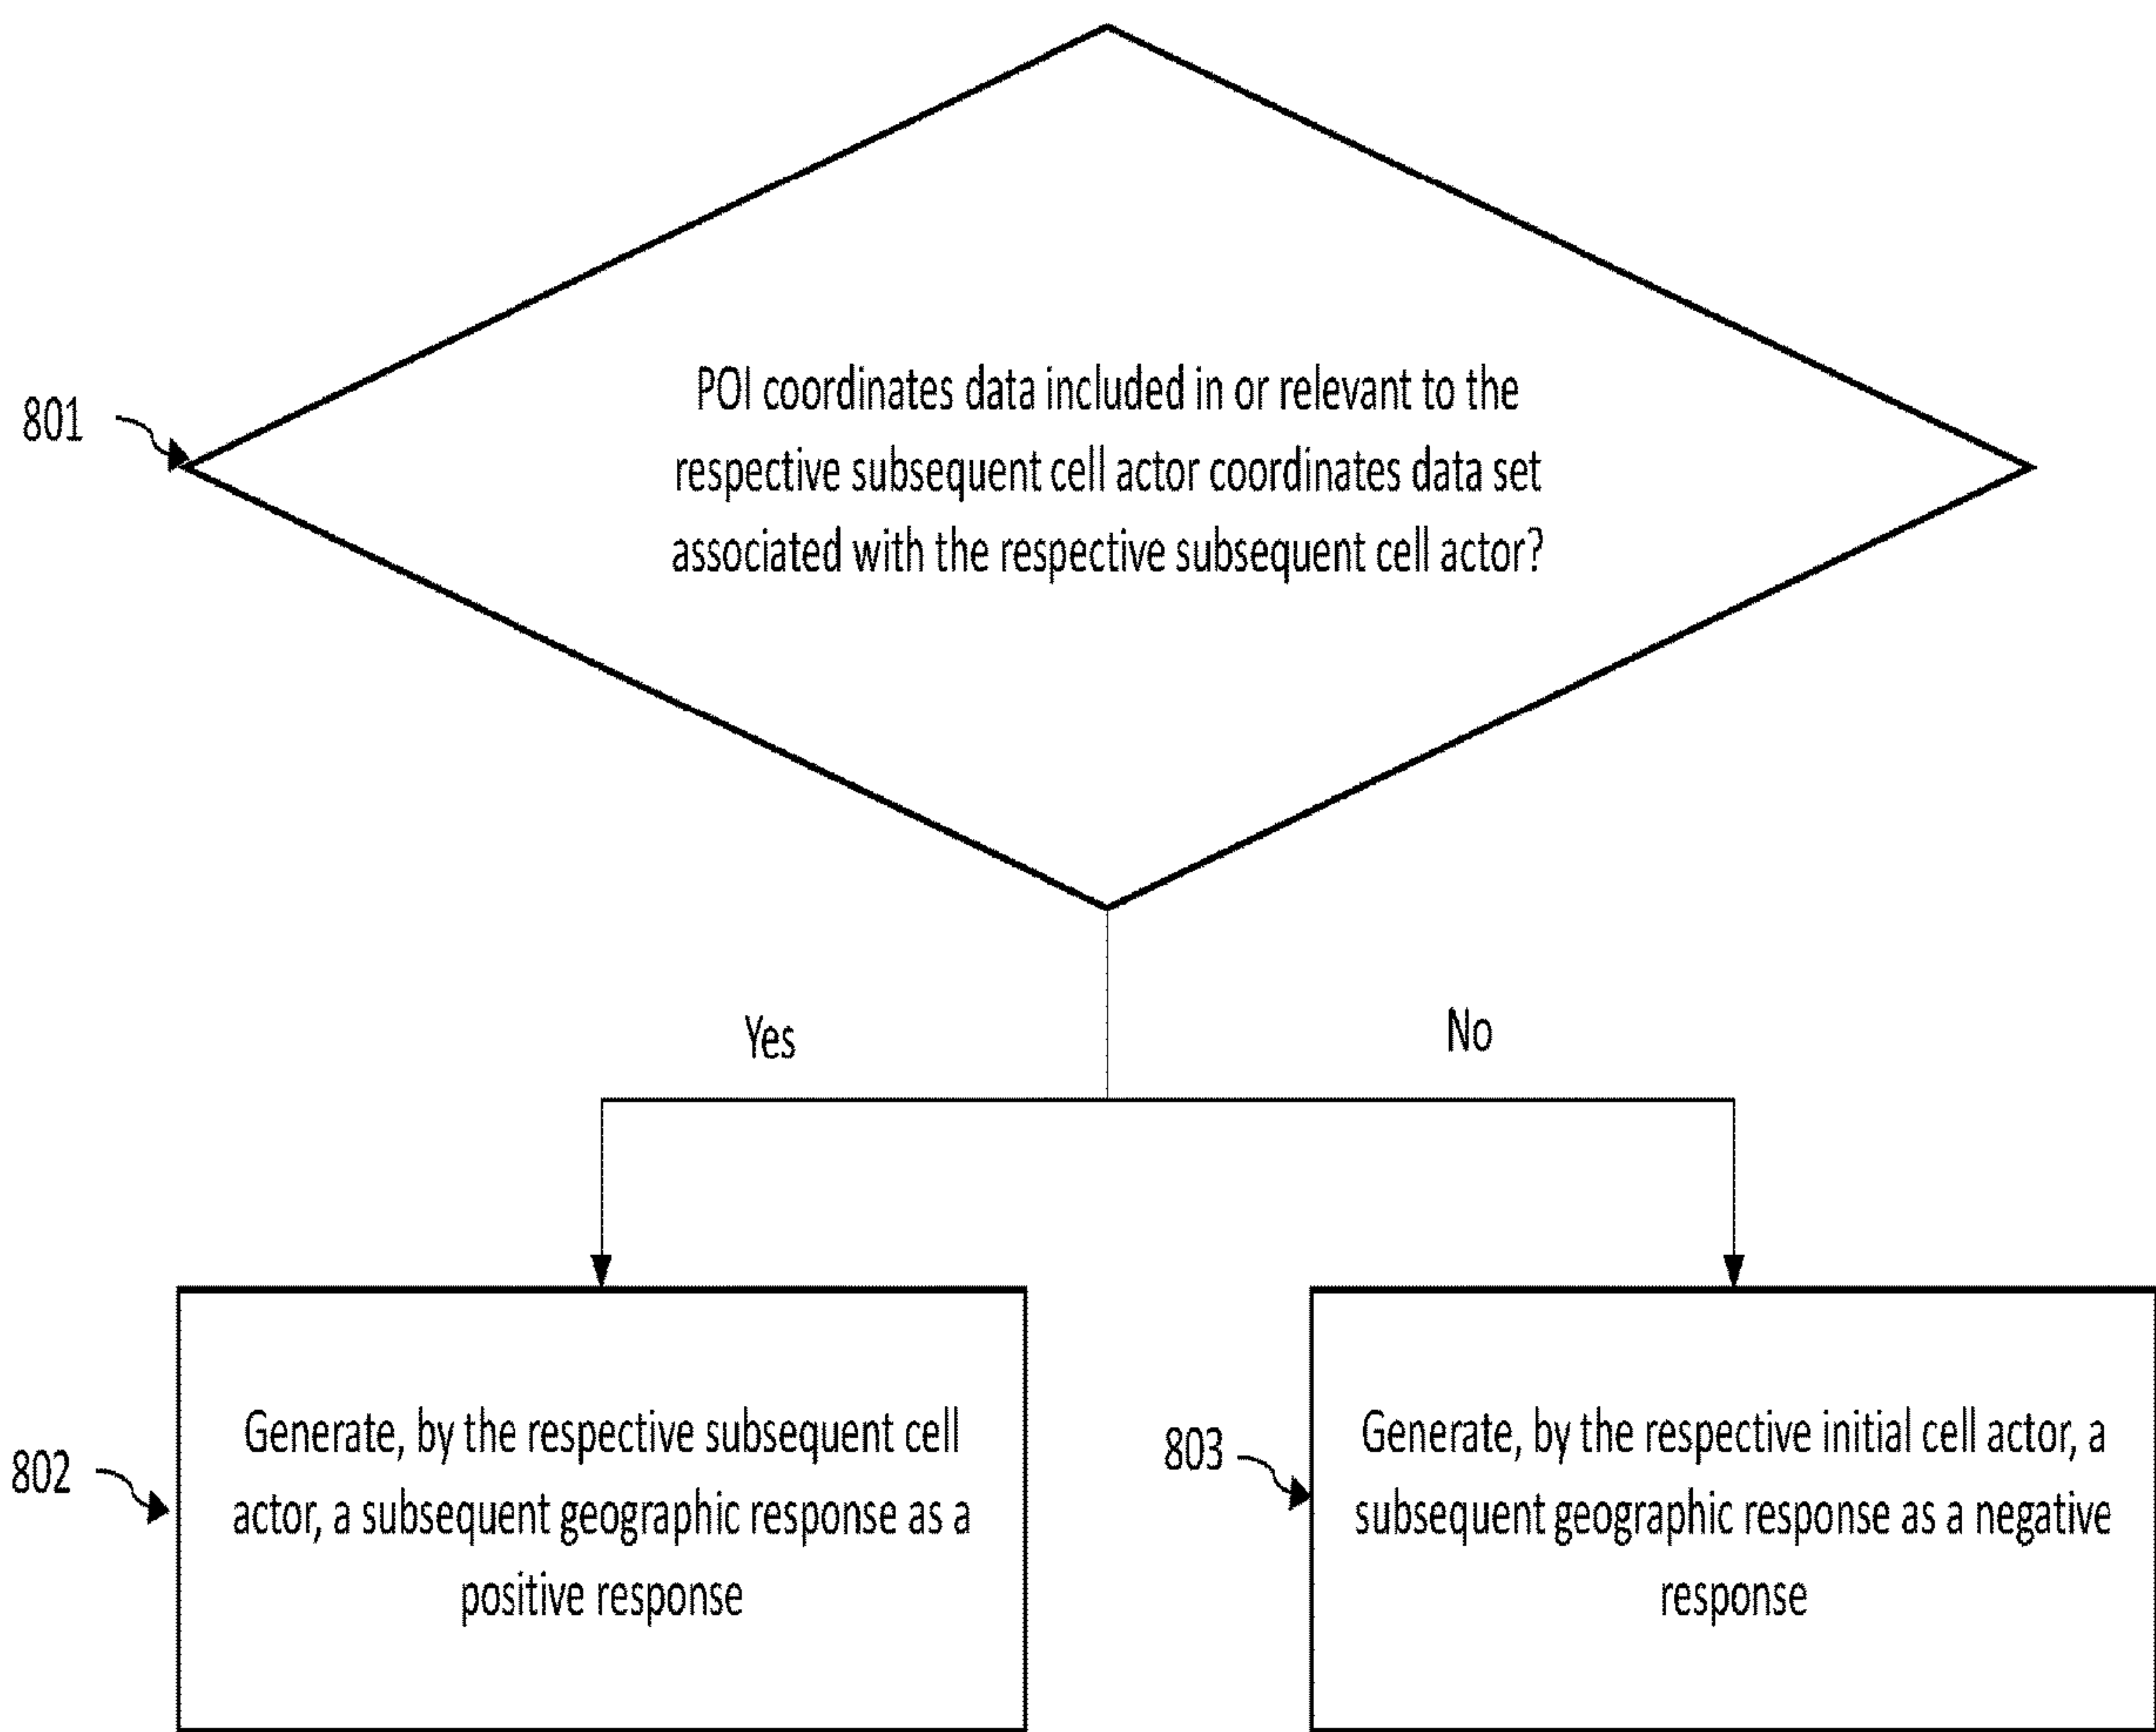 POI coordinates data included in or relevant to the
respective subsequent cell actor coordinates data set
associated with the respective subsequent cell actor?
801
Yes
No
Generate, by the respective subsequent cell
actor, a subsequent geographic response as a
positive response
802
Generate, by the respective initial cell actor, a
subsequent geographic response as a negative
response
803